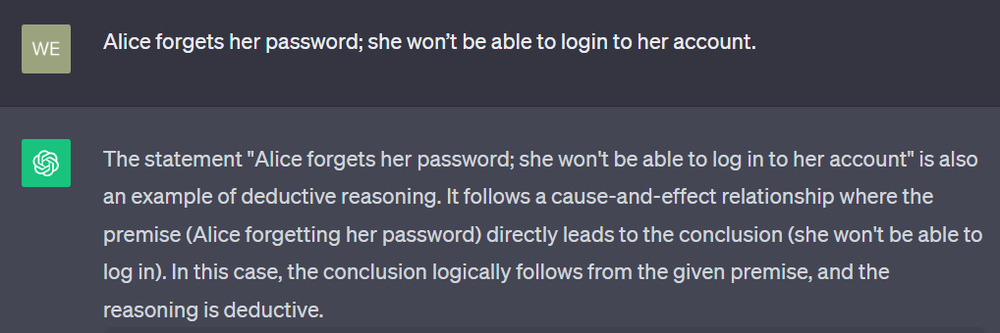 WE
Alice forgets her password; she won’t be able to login to her account.
The statement "Alice forgets her password; she won't be able to log in to her account" is also
an example of deductive reasoning. It follows a cause-and-effect relationship where the
premise (Alice forgetting her password) directly leads to the conclusion (she won't be able to
log in). In this case, the conclusion logically follows from the given premise, and the
reasoning is deductive.